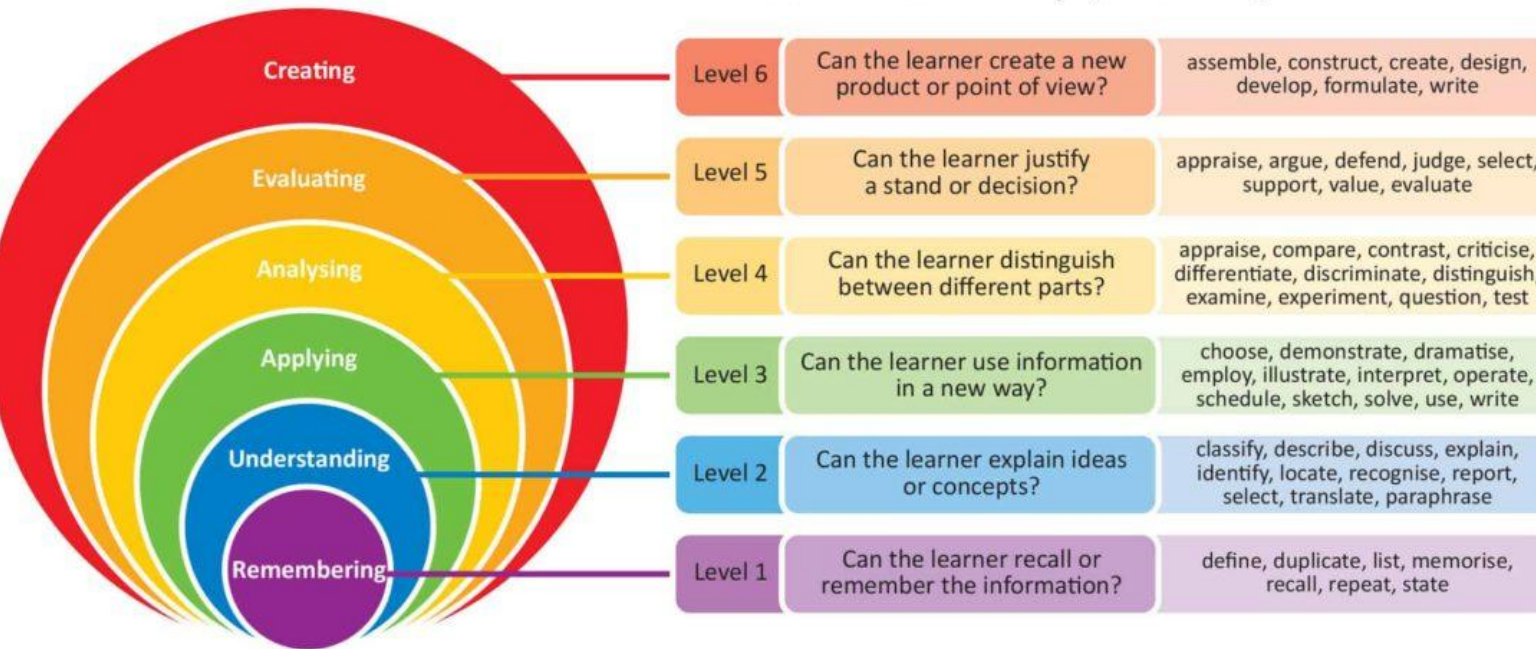 Creating
Level 6
Can the learner create a new
product or point of view?
assemble, construct, create, design,
develop, formulate, write
Evaluating
Level 5
Can the learner justify
a stand or decision?
appraise, argue, defend, judge, select,
support, value, evaluate
Analysing
Level 4
Can the learner distinguish
between different parts?
appraise, compare, contrast, criticise,
differentiate, discriminate, distinguish
examine, experiment, question, test
Applying
Level 3
Can the learner use information
in a new way?
choose, demonstrate, dramatise,
employ, illustrate, interpret, operate,
schedule, sketch, solve, use, write
Understanding
Level 2
Can the learner explain ideas
or concepts?
classify, describe, discuss, explain,
identify, locate, recognise, report,
select, translate, paraphrase
Remembering
Level 1
Can the learner recall or
remember the information?
define, duplicate, list, memorise,
recall, repeat, state